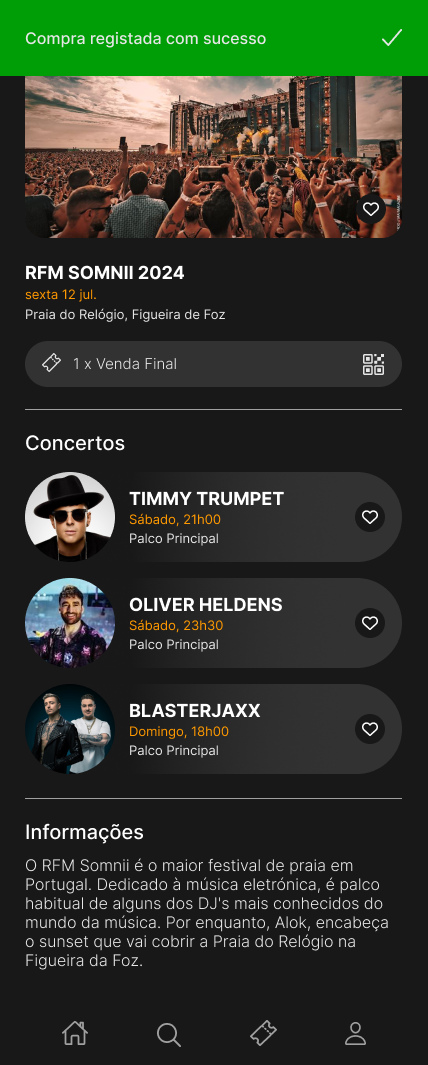 Compra registada com sucesso
RFM SOMNII 2024
sexta 12 jul.
Praia do Relógio, Figueira de Foz
1 x Venda Final
Concertos
TIMMY TRUMPET
Sábado, 21h00
Palco Principal
OLIVER HELDENS
Sábado, 23h30
Palco Principal
BLASTERJAXX
Domingo, 18h00
Palco Principal
Informações
O RFM Somnii é o maior festival de praia em
Portugal. Dedicado à música eletrónica, é palco
habitual de alguns dos DJ's mais conhecidos do
mundo da música. Por enquanto, Alok, encabeça
o sunset que vai cobrir a Praia do Relógio na
Figueira da Foz.